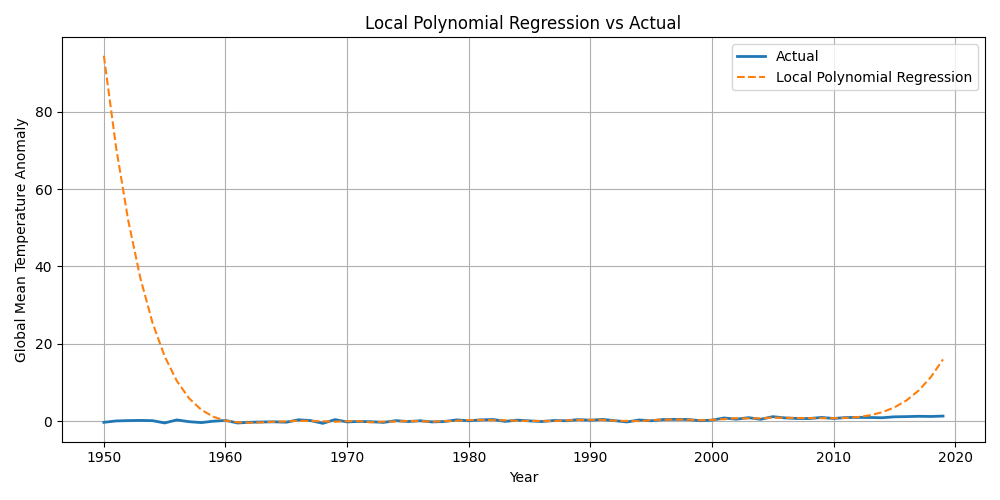 Local Polynomial Regression vs Actual
Actual
Local Polynomial Regression
Global Mean Temperature Anomaly
80
60
40
20
0
1950 1960 1970 1980 1990 2000 2010 2020
Year